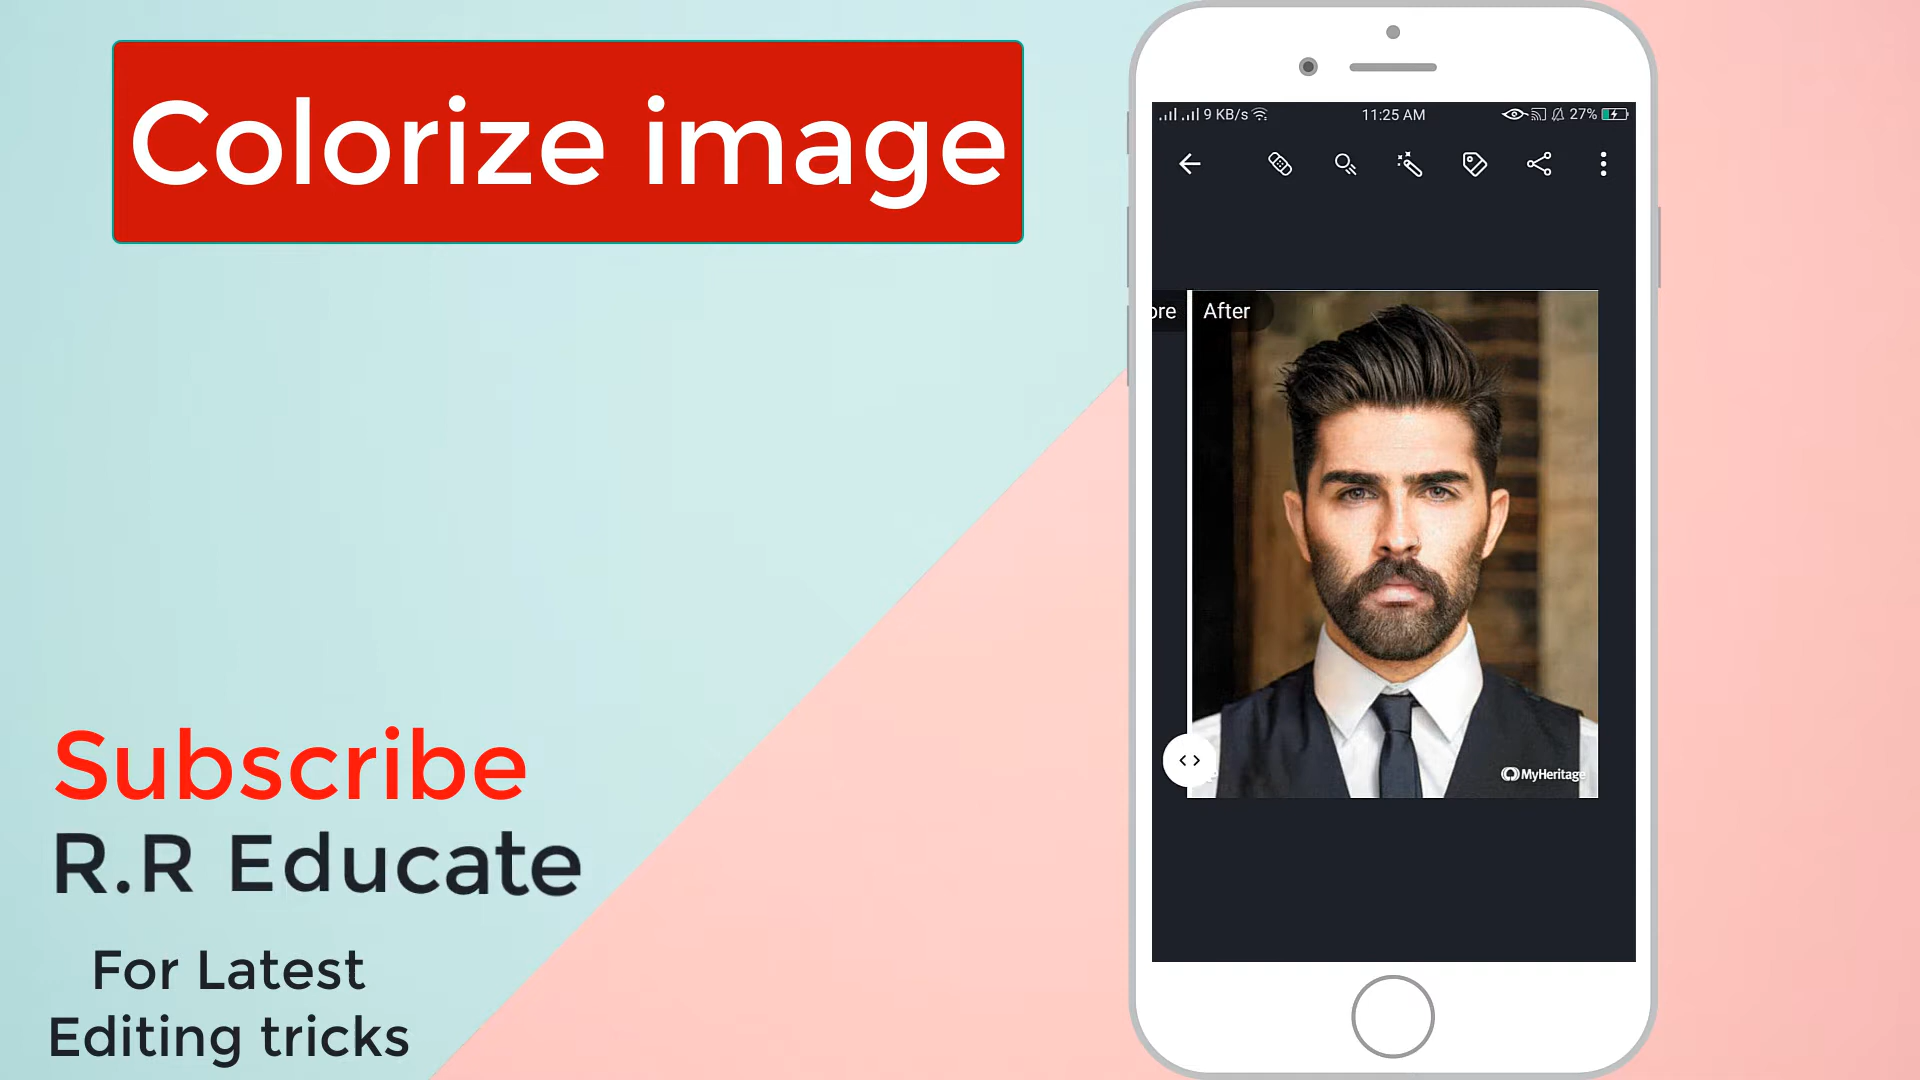 Colorize image
9 KB/s
11:25 AM
27%
ore
After
MyHeritage
Subscribe
R.R Educate
For Latest
Editing tricks